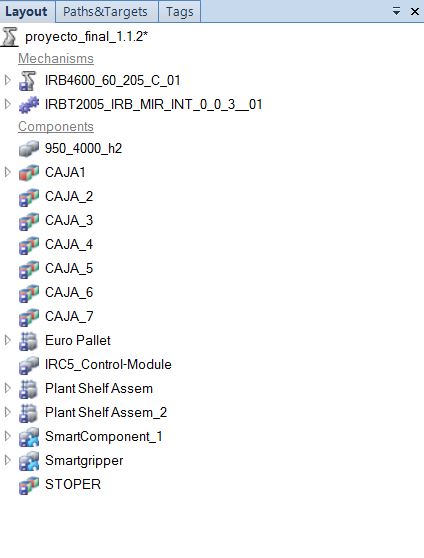 Layout Paths&Targets Tags
proyecto_final_1.1.2*
Mechanisms
IRB4600_60_205_C_01
IRBT2005_IRB_MIR_INT_0_0_3__01
Components
950_4000_h2
CAJA1
CAJA_2
CAJA_3
CAJA_4
CAJA_5
CAJA_6
CAJA_7
Euro Pallet
IRC5_Control-Module
Plant Shelf Assem
Plant Shelf Assem_2
SmartComponent_1
Smartgripper
STOPER